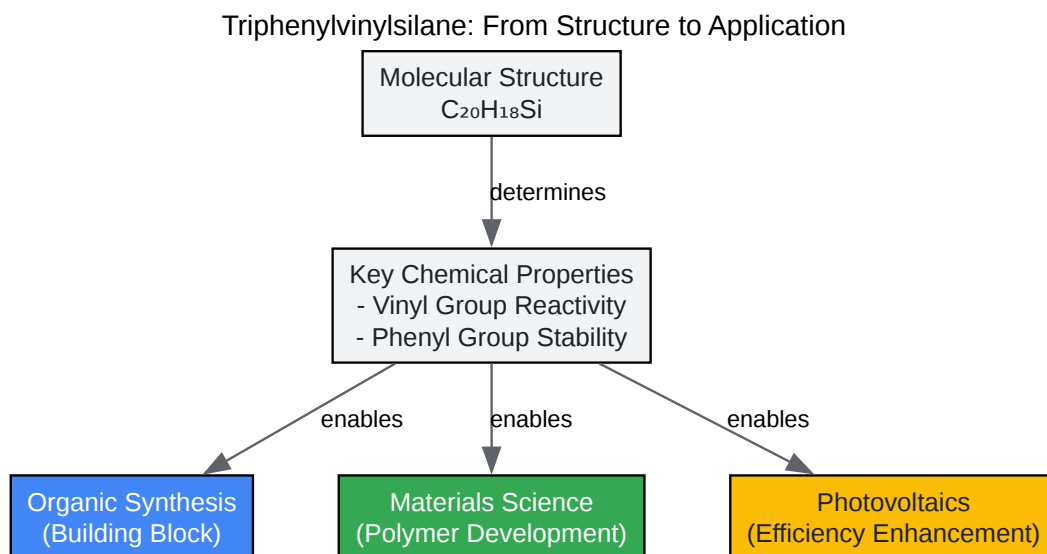 Triphenylvinylsilane: From Structure to Application
Molecular Structure
C₂₀H₁₈Si
determines
Key Chemical Properties
- Vinyl Group Reactivity
- Phenyl Group Stability
enables
enables
enables
Organic Synthesis
(Building Block)
Materials Science
(Polymer Development)
Photovoltaics
(Efficiency Enhancement)